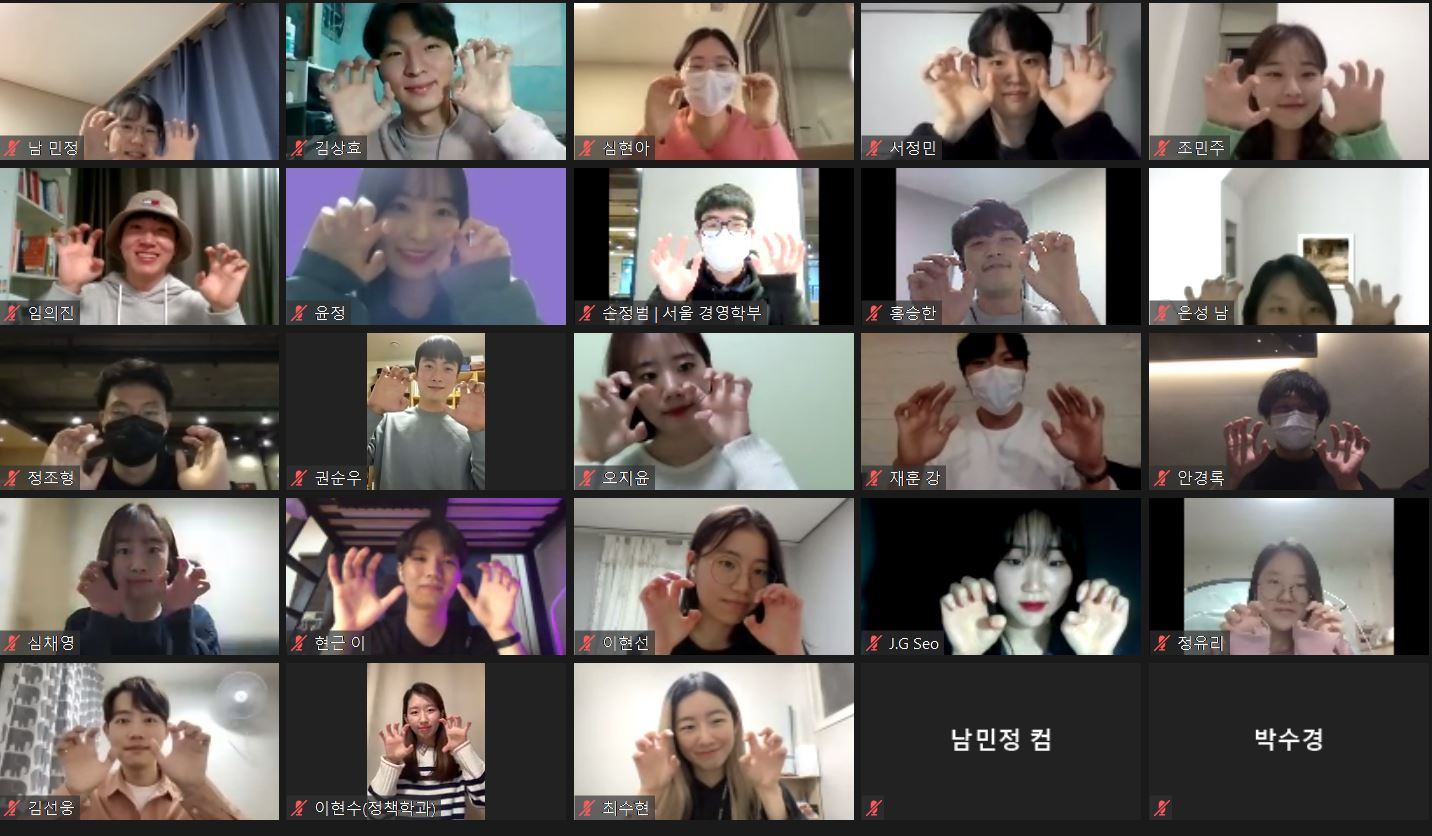 남 민정
김상효
심현아
서정민
조민주
임의진
윤정
손정범 | 서울 경영학부
홍승한
은성 남
정조형
권순우
오지윤
재훈 강
안경록
심채영
현근 이
이현선
J.G Seo
정유리
김선웅
이현수(정책학과)
최수현
남민정 컴
박수경